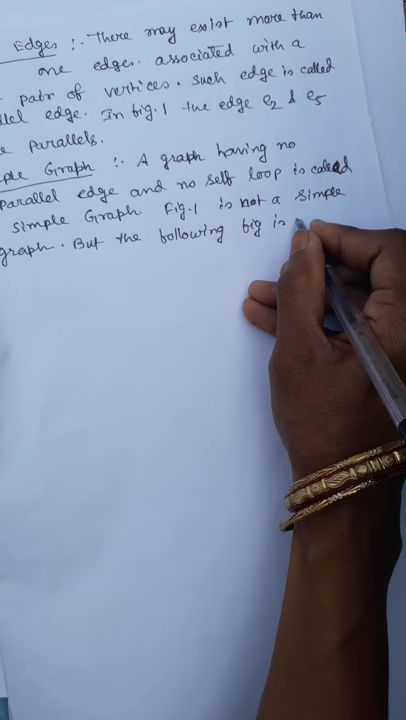 Edges :- There may exist more than
one edges. associated with a
pair of vertices. such edge is called
edge. In fig.1 the edge e2 & e5
parallels.
Graph :- A graph having no
parallel edge and no self loop is called
simple Graph Fig.1 is not a simple
graph. But the following fig is